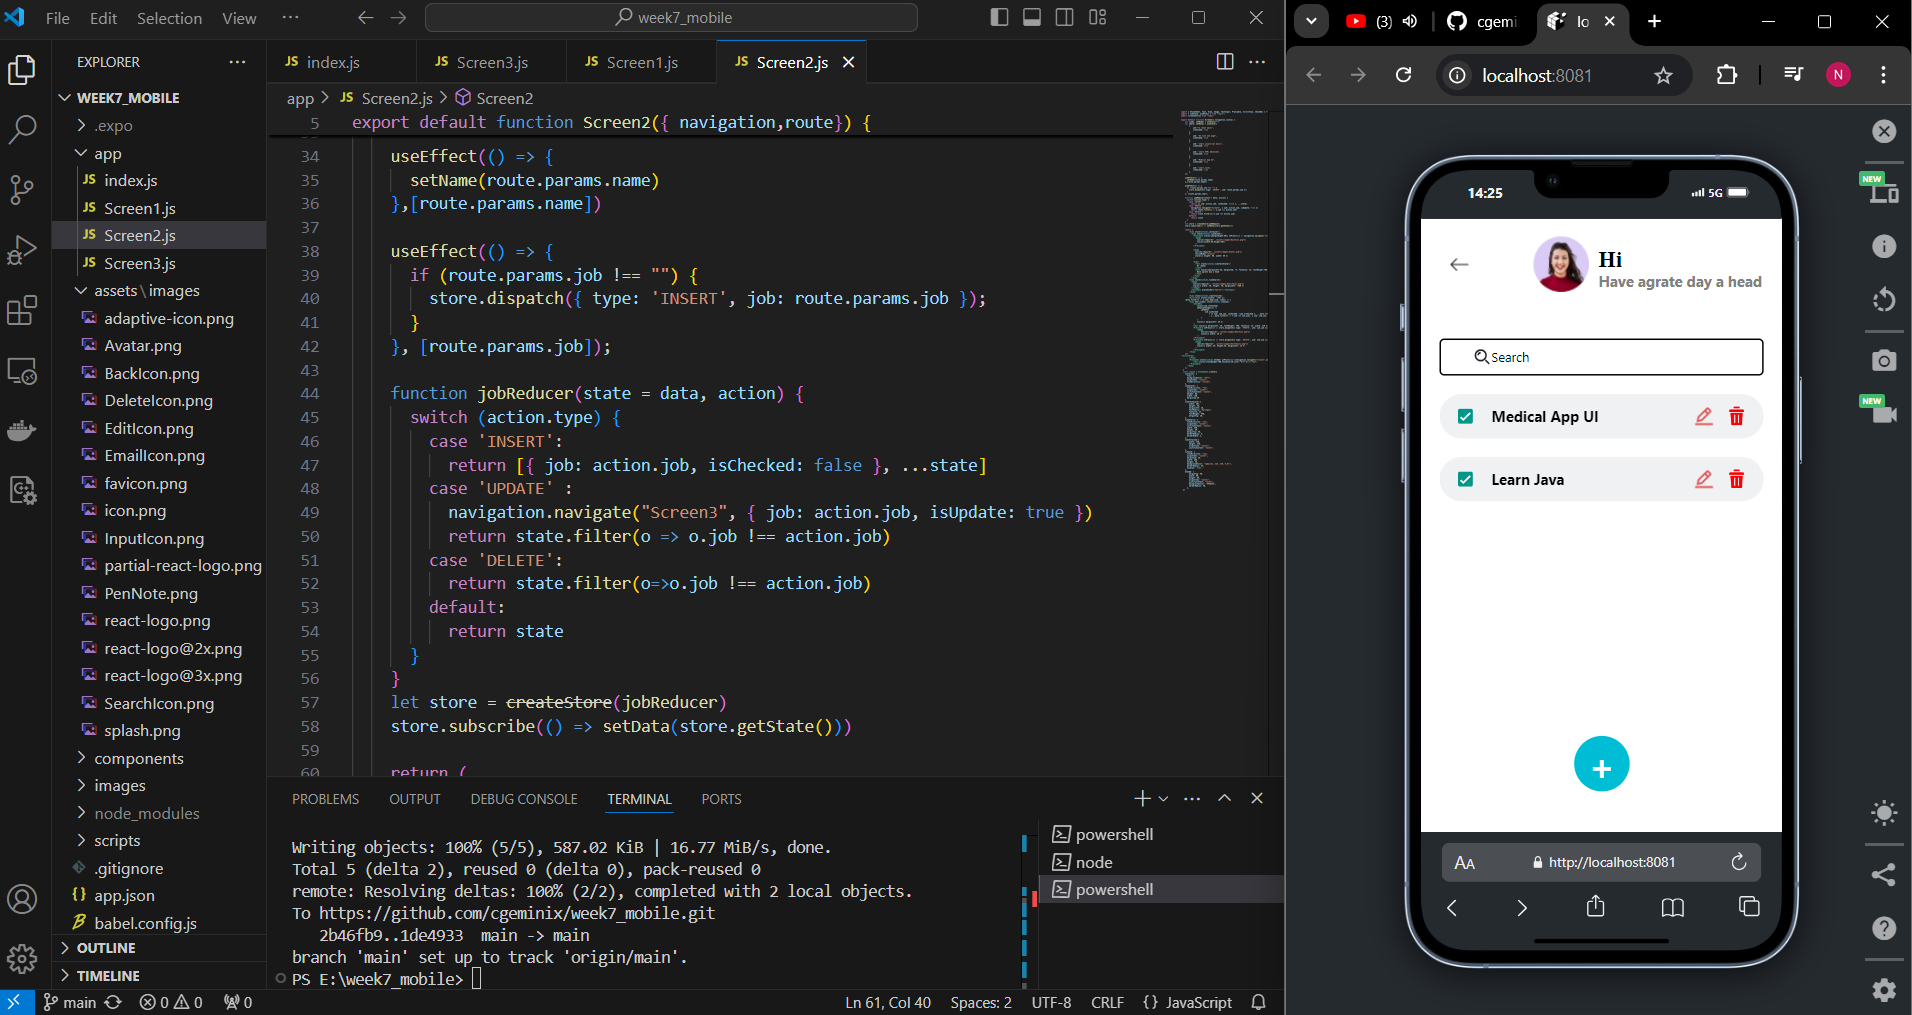 File Edit Selection View ···
week7_mobile
EXPLORER ···
WEEK7_MOBILE
.expo
app
JS index.js
JS Screen1.js
JS Screen2.js
JS Screen3.js
assets\images
adaptive-icon.png
Avatar.png
BackIcon.png
DeleteIcon.png
EditIcon.png
EmailIcon.png
favicon.png
icon.png
InputIcon.png
partial-react-logo.png
PenNote.png
react-logo.png
react-logo@2x.png
react-logo@3x.png
SearchIcon.png
splash.png
components
images
node_modules
scripts
.gitignore
{} app.json
babel.config.js
OUTLINE
TIMELINE
JS index.js JS Screen3.js JS Screen1.js JS Screen2.js
app > JS Screen2.js > Screen2
5 export default function Screen2({ navigation,route}) {
34 useEffect(() => {
35 setName(route.params.name)
36 },[route.params.name])
37
38 useEffect(() => {
39 if (route.params.job !== "") {
40 store.dispatch({ type: 'INSERT', job: route.params.job });
41 }
42 }, [route.params.job]);
43
44 function jobReducer(state = data, action) {
45 switch (action.type) {
46 case 'INSERT':
47 return [{ job: action.job, isChecked: false }, ...state]
48 case 'UPDATE' :
49 navigation.navigate("Screen3", { job: action.job, isUpdate: true })
50 return state.filter(o => o.job !== action.job)
51 case 'DELETE':
52 return state.filter(o=>o.job !== action.job)
53 default:
54 return state
55 }
56 }
57 let store = createStore(jobReducer)
58 store.subscribe(() => setData(store.getState()))
59
60 return (
PROBLEMS OUTPUT DEBUG CONSOLE TERMINAL PORTS
Writing objects: 100% (5/5), 587.02 KiB | 16.77 MiB/s, done.
Total 5 (delta 2), reused 0 (delta 0), pack-reused 0
remote: Resolving deltas: 100% (2/2), completed with 2 local objects.
To https://github.com/cgeminix/week7_mobile.git
2b46fb9..1de4933 main -> main
branch 'main' set up to track 'origin/main'.
PS E:\week7_mobile>
powershell
node
powershell
main 0 0 0
Ln 61, Col 40 Spaces: 2 UTF-8 CRLF {} JavaScript
(3) cgemi lo
localhost:8081
N
NEW
NEW
14:25 5G
Hi
Have agrate day a head
Search
Medical App UI
Learn Java
+
AA http://localhost:8081